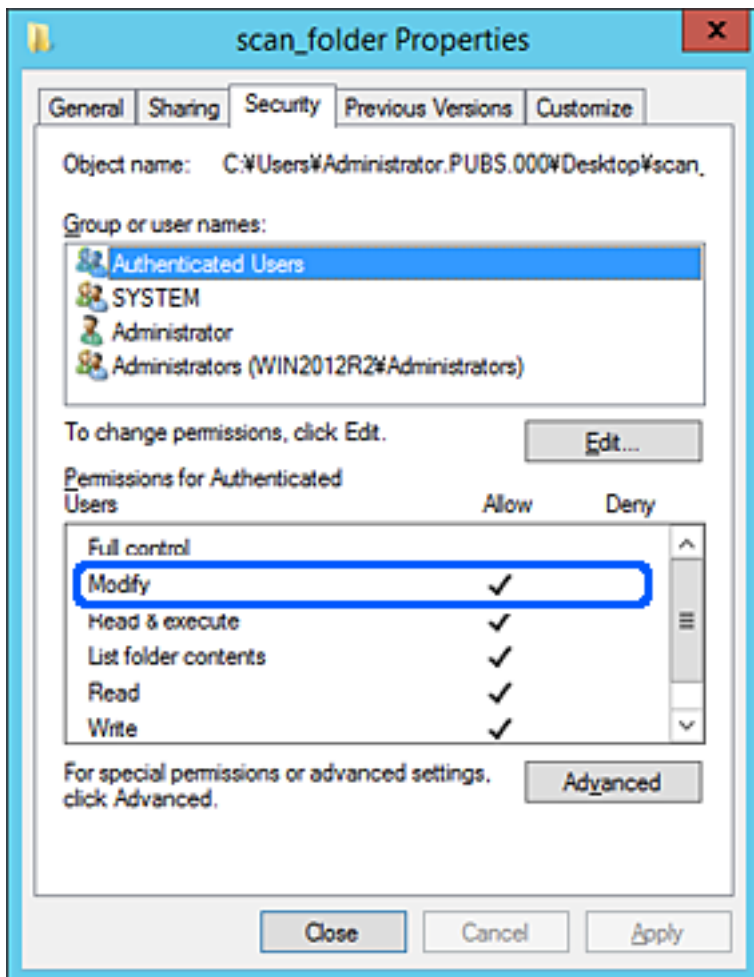 scan_folder Properties
x
General Sharing Security Previous Versions Customize
Object name: C:¥Users¥Administrator.PUBS.000¥Desktop¥scan_
Group or user names:
Authenticated Users
SYSTEM
Administrator
Administrators (WIN2012R2¥Administrators)
To change permissions, click Edit.
Edit...
Permissions for Authenticated
Users Allow Deny
Full control
Modify
Read & execute
List folder contents
Read
Write
For special permissions or advanced settings,
click Advanced.
Advanced
Close Cancel Apply